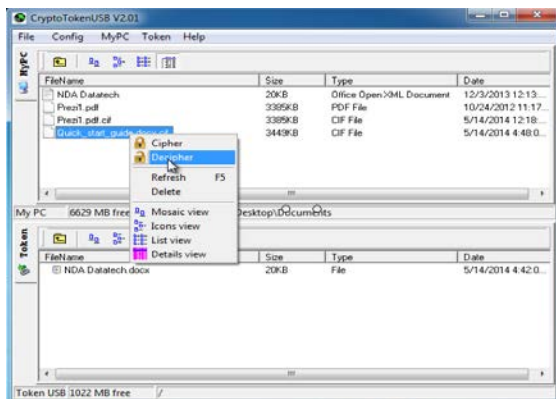 CryptoTokenUSB V2.01
File Config MyPC Token Help
MyPC
FileName Size Type Date
NDA Datatech 20KB Office Open XML Document 12/3/2013 12:13:...
Prezi1.pdf 3385KB PDF File 10/24/2012 11:17...
Prezi1.pdf.cif 3385KB CIF File 5/14/2014 12:18:...
Quick_start_guide.docx.cif 3449KB CIF File 5/14/2014 4:48:0...
Cipher
Decipher
Refresh F5
Delete
Mosaic view
Icons view
List view
Details view
My PC 6629 MB free Desktop\Documents
Token
FileName Size Type Date
NDA Datatech.docx 20KB File 5/14/2014 4:42:0...
Token USB 1022 MB free /